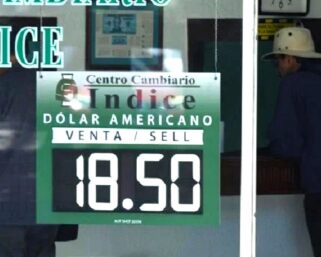 ICE
Centro Cambiario
Indice
DÓLAR AMERICANO
VENTA / SELL
18.50